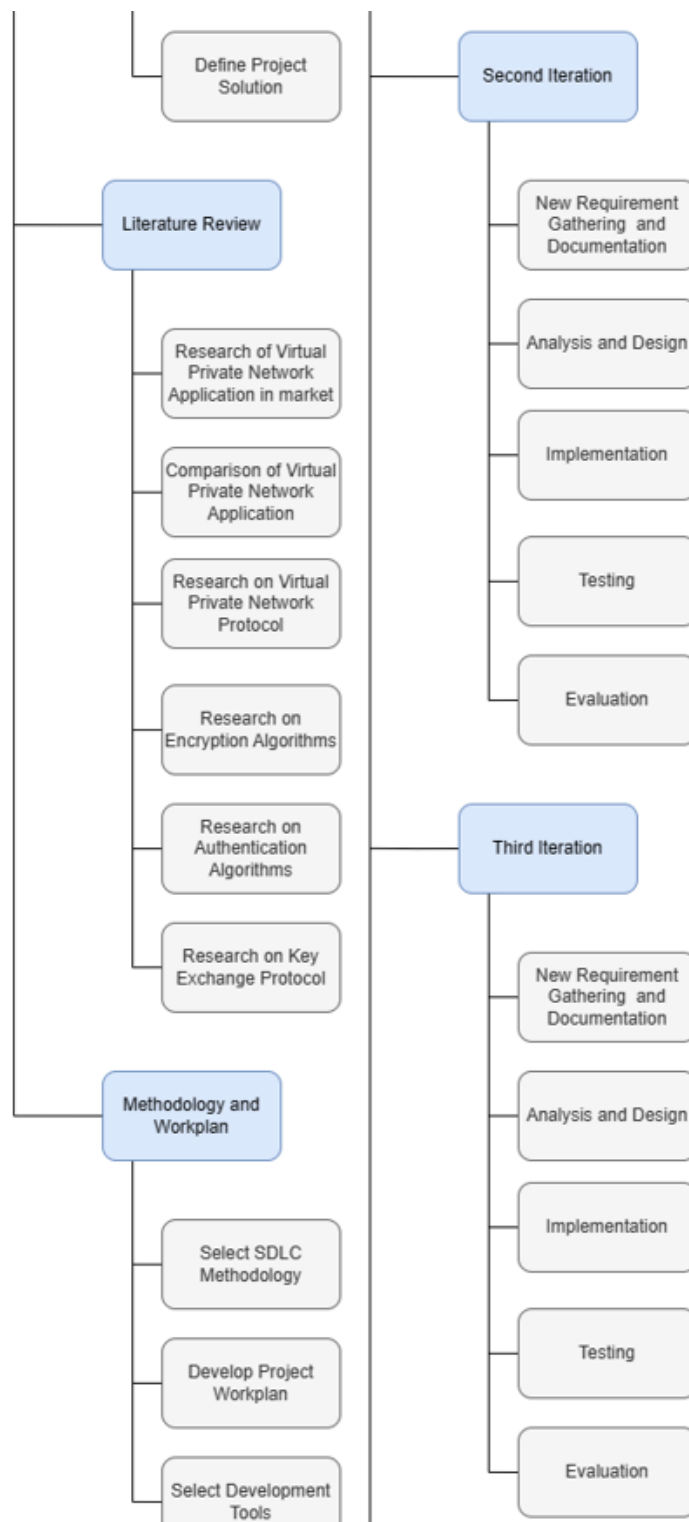 Define Project
Solution
Literature Review
Research of Virtual
Private Network
Application in market
Comparison of Virtual
Private Network
Application
Research on Virtual
Private Network
Protocol
Research on
Encryption Algorithms
Research on
Authentication
Algorithms
Research on Key
Exchange Protocol
Methodology and
Workplan
Select SDLC
Methodology
Develop Project
Workplan
Select Development
Tools
Second Iteration
New Requirement
Gathering and
Documentation
Analysis and Design
Implementation
Testing
Evaluation
Third Iteration
New Requirement
Gathering and
Documentation
Analysis and Design
Implementation
Testing
Evaluation